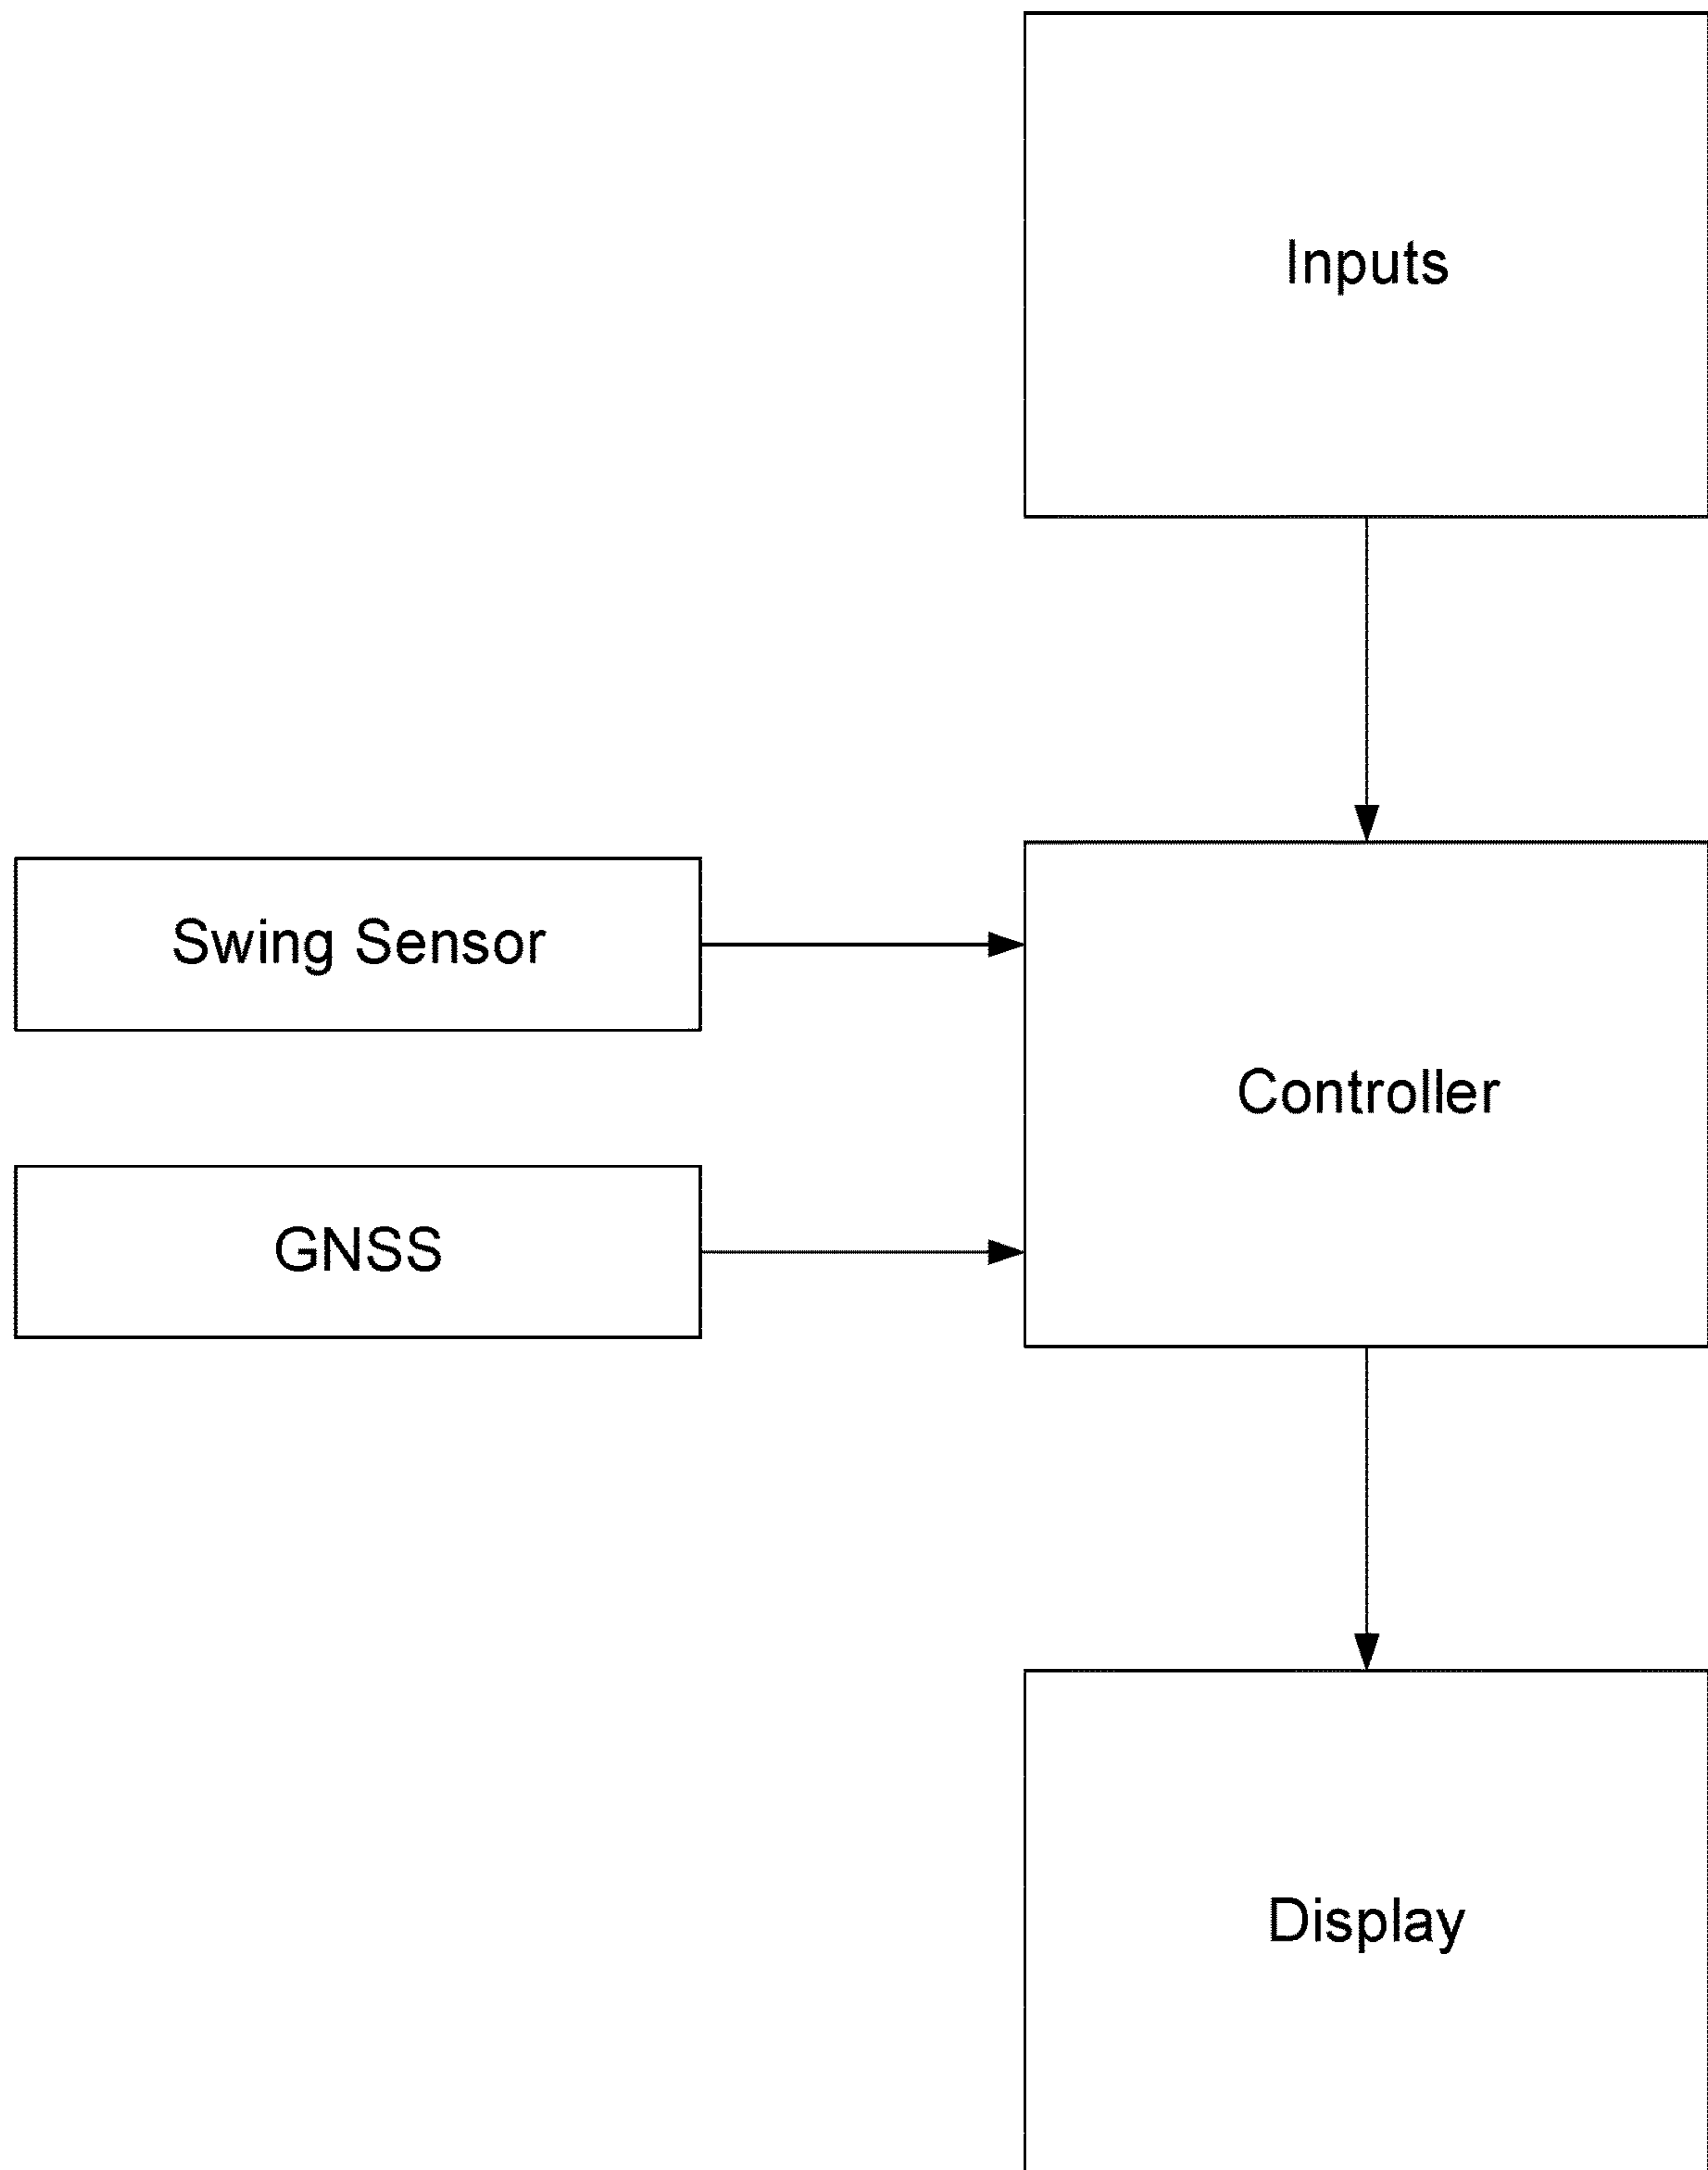 Inputs
Swing Sensor
Controller
GNSS
Display